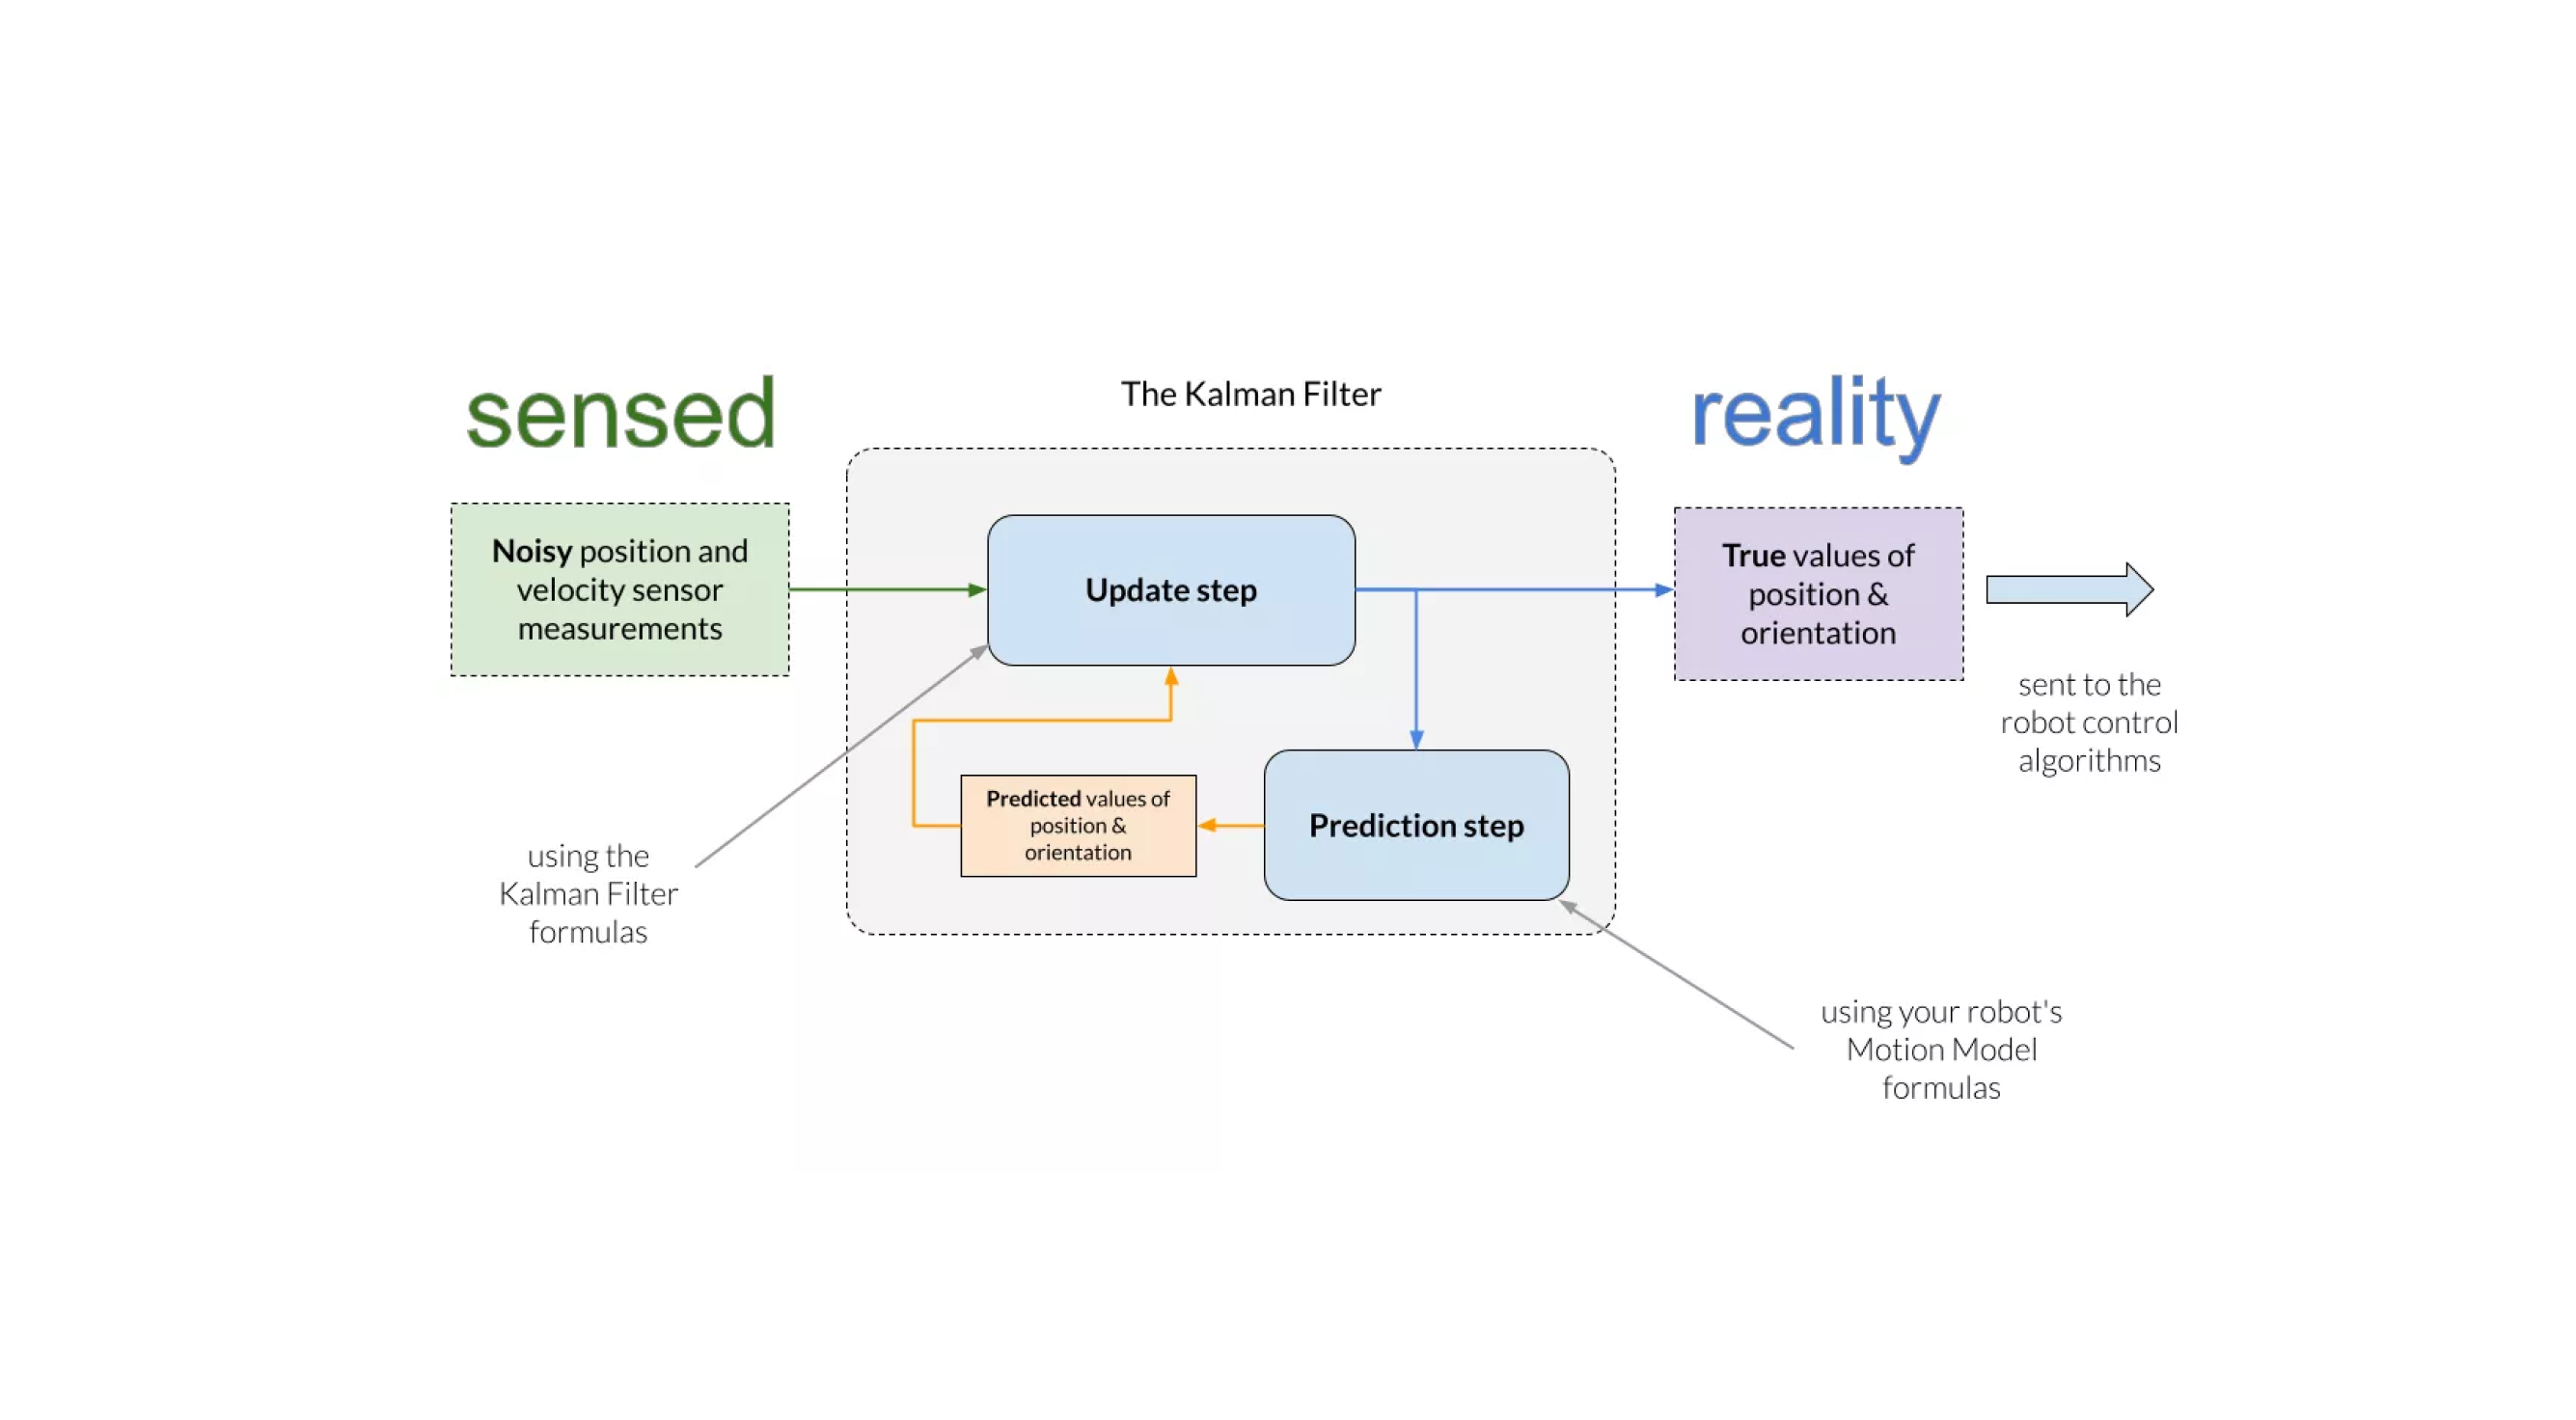 sensed
The Kalman Filter
reality
Noisy position and
velocity sensor
measurements
Update step
True values of
position &
orientation
sent to the
robot control
algorithms
Predicted values of
position &
orientation
Prediction step
using the
Kalman Filter
formulas
using your robot's
Motion Model
formulas